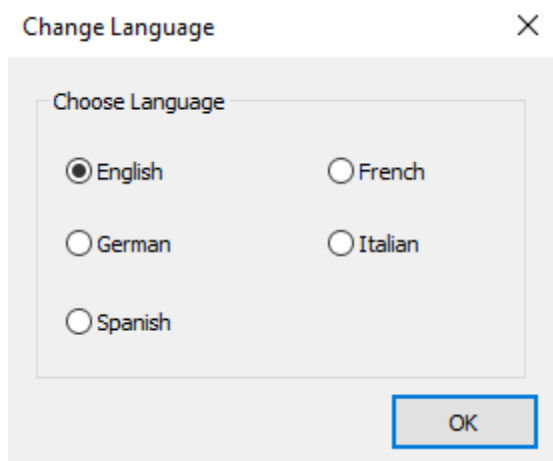 Change Language
Choose Language
English French
German Italian
Spanish
OK